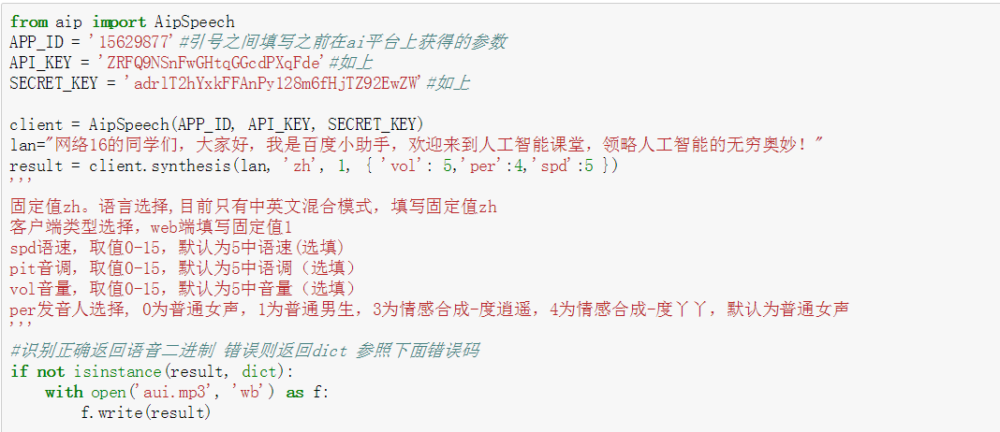 from aip import AipSpeech
APP_ID = '15629877'#引号之间填写之前在ai平台上获得的参数
API_KEY = 'ZRFQ9NSnFwGHtqGGcdPXqFde'#如上
SECRET_KEY = 'adrlT2hYxkFFAnPy128m6fHjTZ92EwZW'#如上
client = AipSpeech(APP_ID, API_KEY, SECRET_KEY)
lan="网络16的同学们，大家好，我是百度小助手，欢迎来到人工智能课堂，领略人工智能的无穷奥妙！"
result = client.synthesis(lan, 'zh', 1, { 'vol': 5,'per':4,'spd':5 })
'''
固定值zh。语言选择,目前只有中英文混合模式，填写固定值zh
客户端类型选择，web端填写固定值1
spd语速，取值0-15，默认为5中语速(选填)
pit音调，取值0-15，默认为5中语调（选填）
vol音量，取值0-15，默认为5中音量（选填）
per发音人选择, 0为普通女声，1为普通男生，3为情感合成-度逍遥，4为情感合成-度丫丫，默认为普通女声
'''
#识别正确返回语音二进制 错误则返回dict 参照下面错误码
if not isinstance(result, dict):
    with open('aui.mp3', 'wb') as f:
        f.write(result)